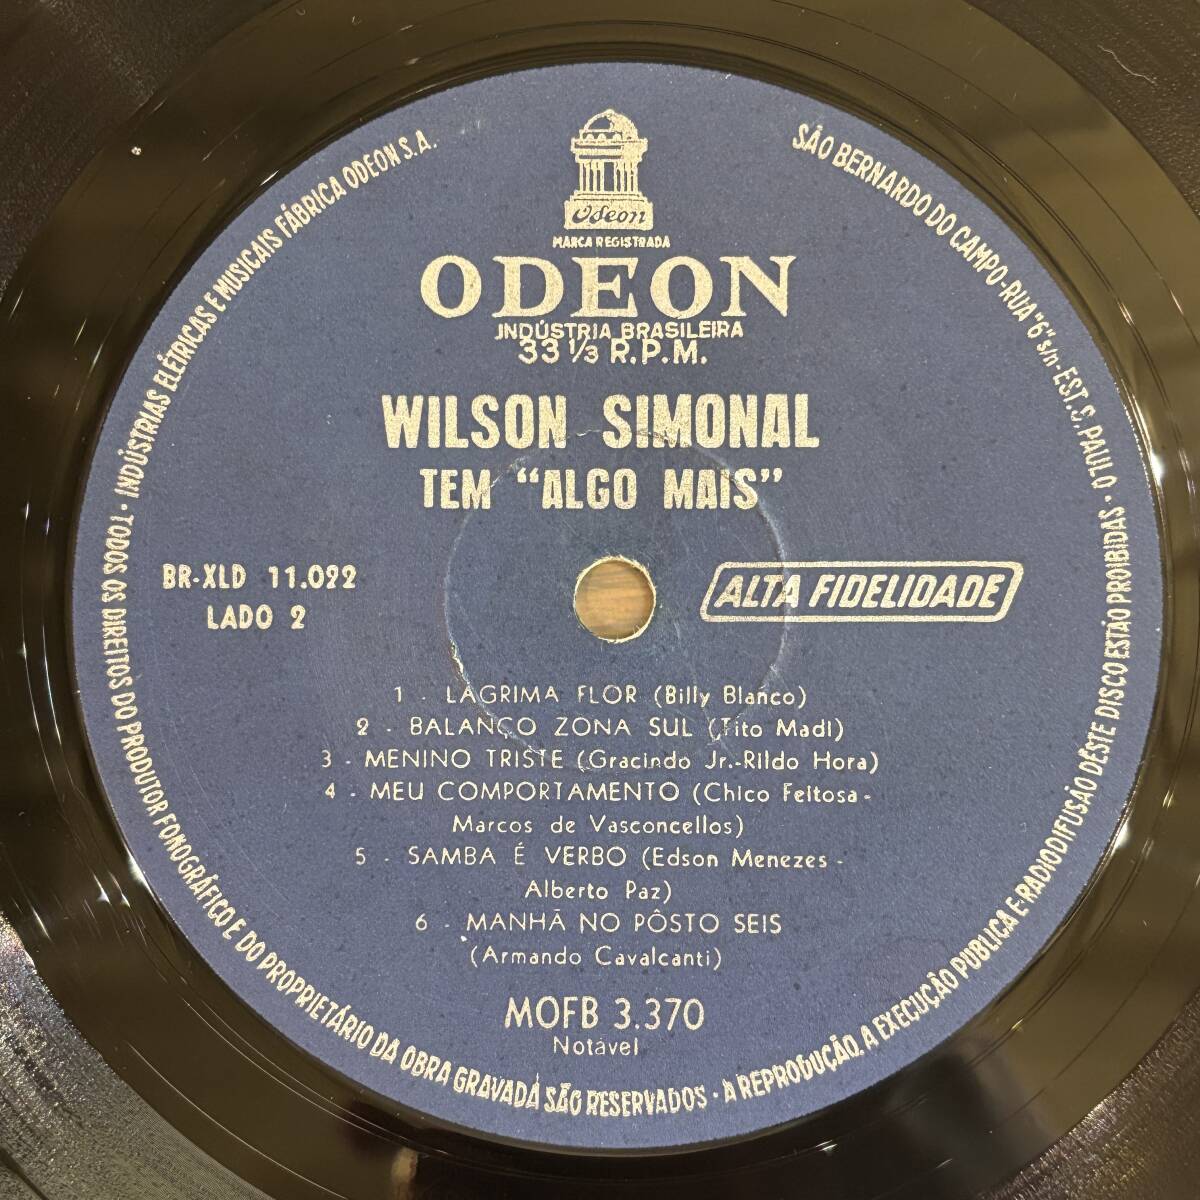 Odeon
MARCA REGISTRADA
ODEON
INDÚSTRIA BRASILEIRA
33 1/3 R.P.M.
WILSON SIMONAL
TEM “ALGO MAIS”
BR-XLD 11.022
LADO 2
ALTA FIDELIDADE
1 - LÁGRIMA FLOR (Billy Blanco)
2 - BALANÇO ZONA SUL (Tito Madi)
3 - MENINO TRISTE (Gracindo Jr.-Rildo Hora)
4 - MEU COMPORTAMENTO (Chico Feitosa -
Marcos de Vasconcellos)
5 - SAMBA É VERBO (Edson Menezes -
Alberto Paz)
6 - MANHÃ NO PÔSTO SEIS
(Armando Cavalcanti)
MOFB 3.370
Notável
INDÚSTRIAS ELÉTRICAS E MUSICAIS FÁBRICA ODEON S.A.
SÃO BERNARDO DO CAMPO - RUA "6" s/n - EST. S. PAULO •
TODOS OS DIREITOS DO PRODUTOR FONOGRÁFICO E DO PROPRIETÁRIO DA OBRA GRAVADA SÃO RESERVADOS • A REPRODUÇÃO, A EXECUÇÃO PÚBLICA E RADIODIFUSÃO DÊSTE DISCO ESTÃO PROIBIDAS •